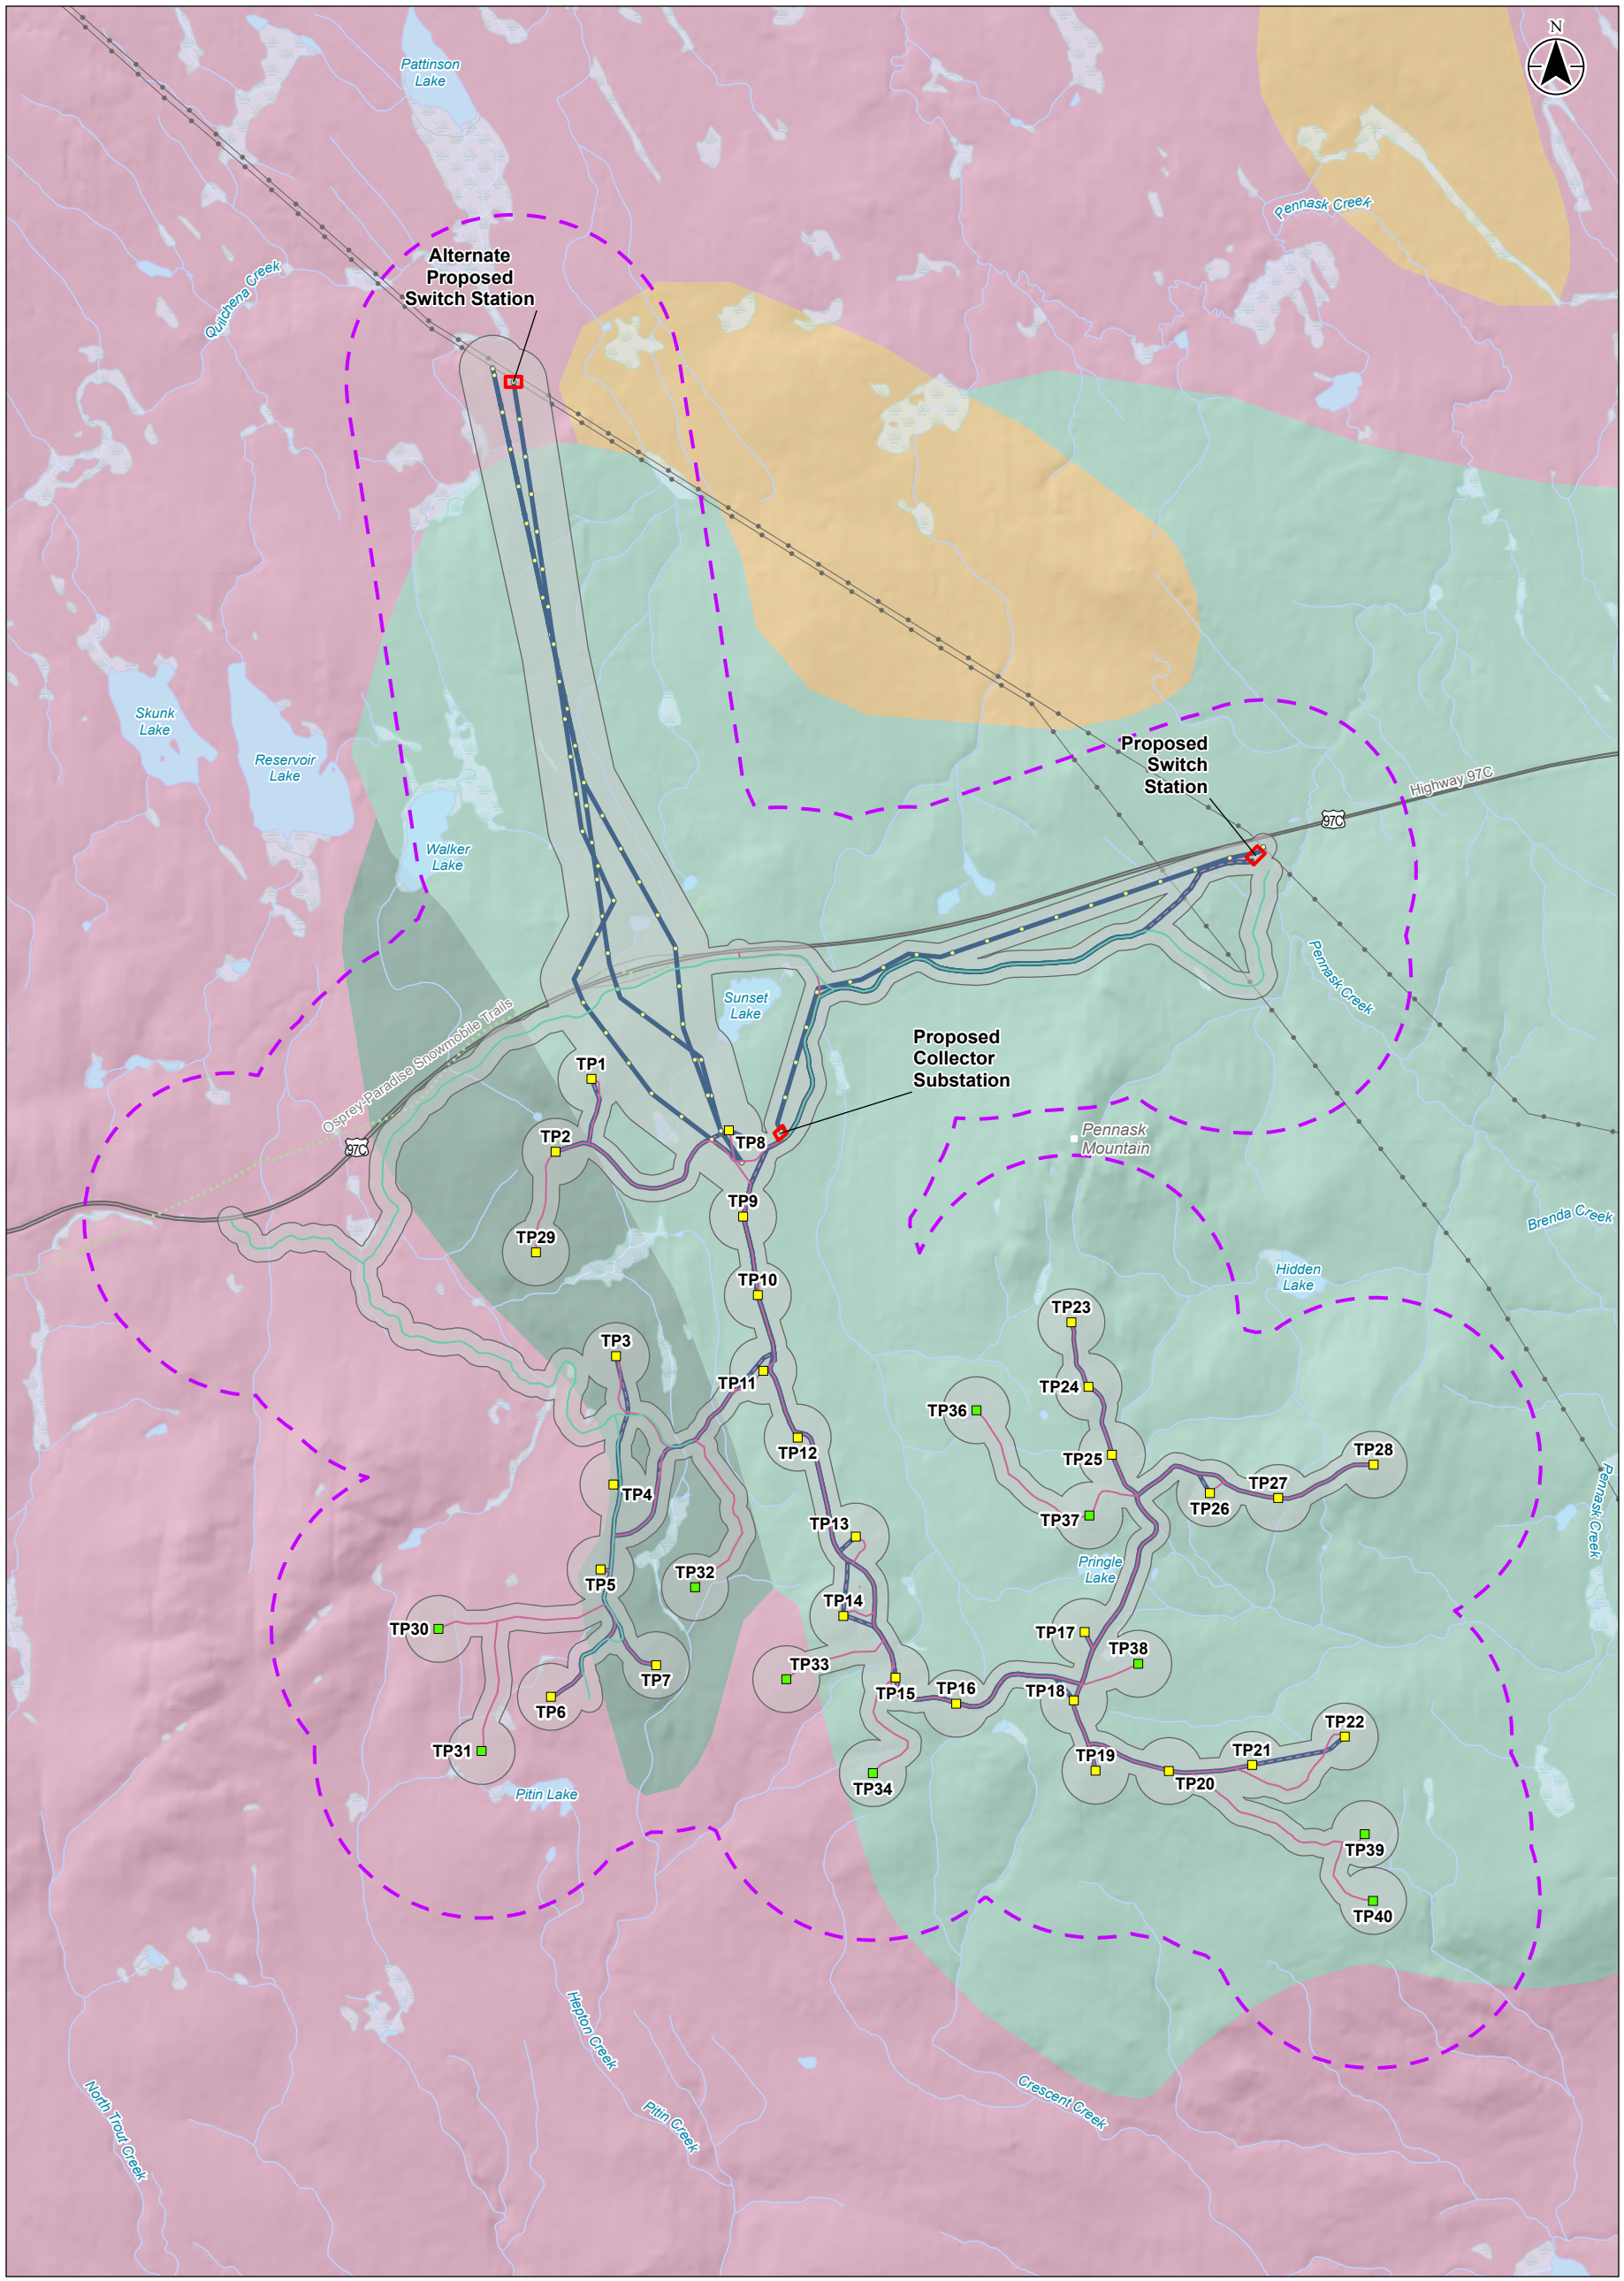 N
Pattinson
Lake
Pennask Creek
Alternate
Proposed
Switch Station
Quilchena Creek
Skunk
Lake
Reservoir
Lake
Proposed
Switch
Station
Highway 97C
97C
Walker
Lake
Pennask Creek
Sunset
Lake
Proposed
Collector
Substation
Osprey-Paradise Snowmobile Trails
97C
TP1
TP2
TP8
Pennask
Mountain
TP9
TP29
Brenda Creek
TP10
Hidden
Lake
TP23
TP3
TP11
TP24
TP36
TP12
TP25
TP28
TP4
TP27
TP26
Pennask Creek
TP13
TP37
Pringle
Lake
TP5
TP32
TP14
TP30
TP17
TP38
TP33
TP7
TP15
TP16
TP18
TP6
TP22
TP31
TP19
TP21
TP20
TP34
Pitin Lake
TP39
TP40
Hepton Creek
North Trout Creek
Pitin Creek
Crescent Creek